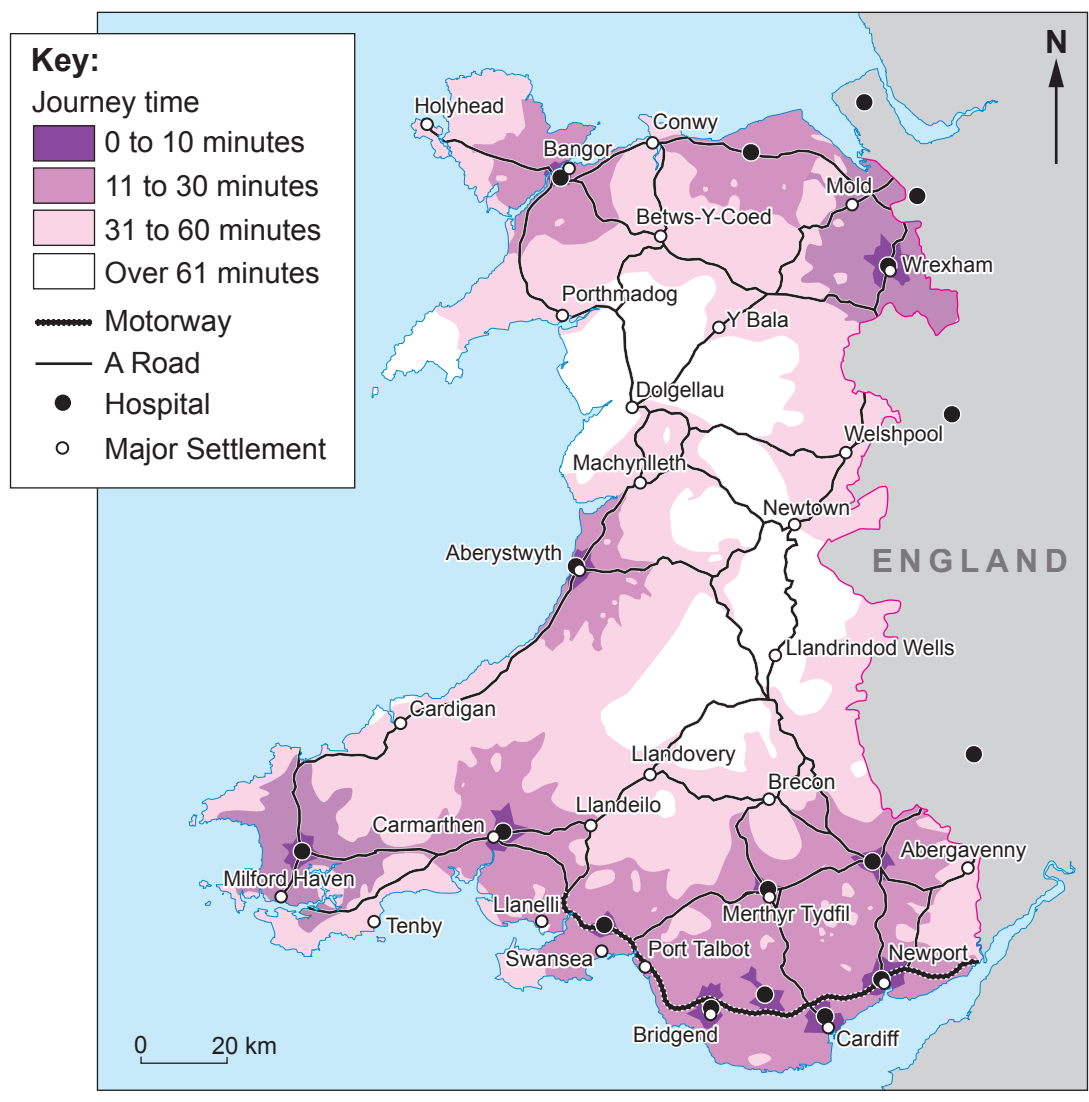 Key:
Journey time
0 to 10 minutes
11 to 30 minutes
31 to 60 minutes
Over 61 minutes
Motorway
A Road
Hospital
Major Settlement
N
Holyhead
Conwy
Bangor
Mold
Betws-Y-Coed
Wrexham
Porthmadog
Y Bala
Dolgellau
Welshpool
Machynlleth
Newtown
Aberystwyth
ENGLAND
Llandrindod Wells
Cardigan
Llandovery
Brecon
Llandeilo
Carmarthen
Abergavenny
Milford Haven
Llanelli
Merthyr Tydfil
Tenby
Port Talbot
Newport
Swansea
Bridgend
Cardiff
0 20 km